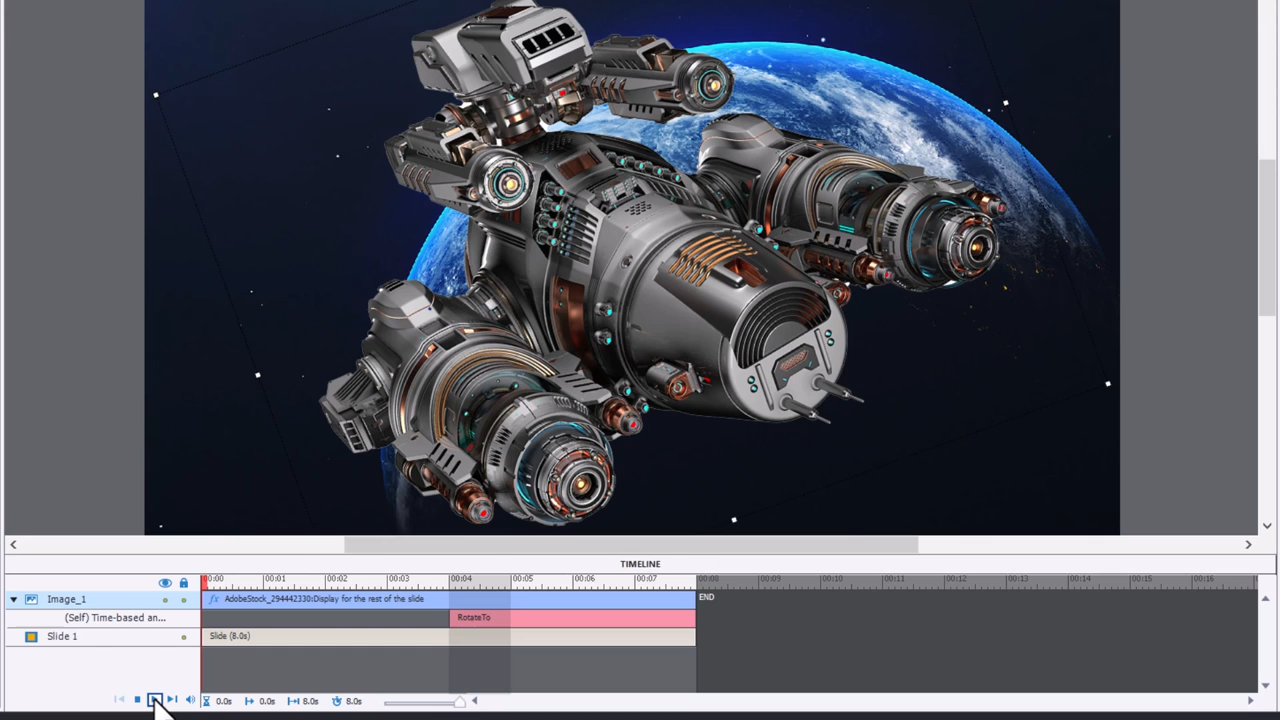 TIMELINE
00:00 00:01 00:02 00:03 00:04 00:05 00:06 00:07 00:08 00:09 00:10 00:11 00:12 00:13 00:14 00:15 00:16
Image_1 fx AdobeStock_294442330:Display for the rest of the slide END
(Self) Time-based an... RotateTo
Slide 1 Slide (8.0s)
0.0s 0.0s 8.0s 8.0s